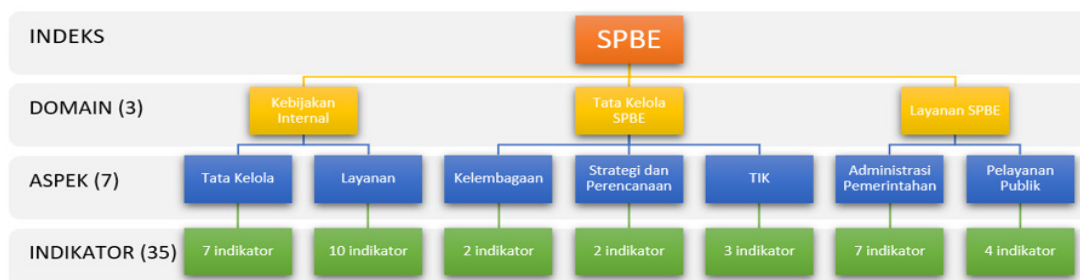 INDEKS
SPBE
DOMAIN (3)
Kebijakan
Internal
Tata Kelola
SPBE
Layanan SPBE
ASPEK (7)
Tata Kelola
Layanan
Kelembagaan
Strategi dan
Perencanaan
TIK
Administrasi
Pemerintahan
Pelayanan
Publik
INDIKATOR (35)
7 indikator
10 indikator
2 indikator
2 indikator
3 indikator
7 indikator
4 indikator